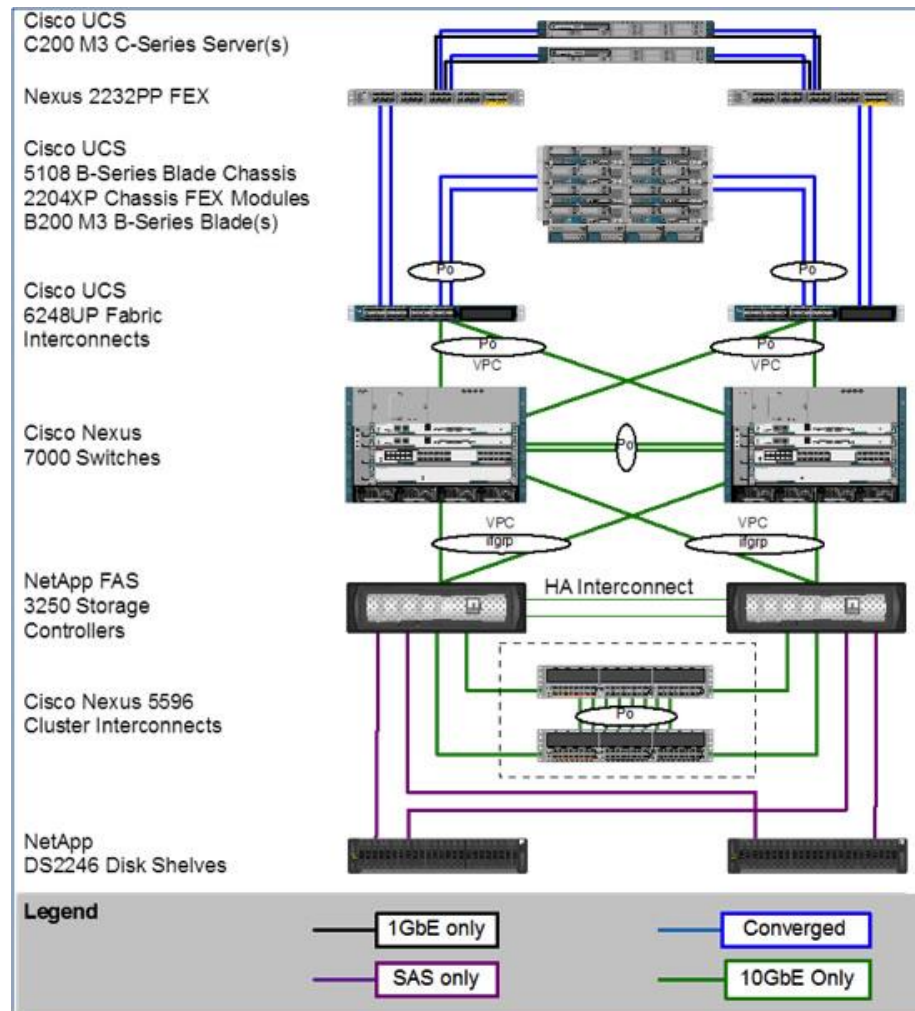 Cisco UCS
C200 M3 C-Series Server(s)
Nexus 2232PP FEX
Cisco UCS
5108 B-Series Blade Chassis
2204XP Chassis FEX Modules
B200 M3 B-Series Blade(s)
Po
Po
Cisco UCS
6248UP Fabric
Interconnects
Po
VPC
Po
VPC
Cisco Nexus
7000 Switches
Po
VPC
ifgrp
VPC
ifgrp
NetApp FAS
3250 Storage
Controllers
HA Interconnect
Cisco Nexus 5596
Cluster Interconnects
Po
NetApp
DS2246 Disk Shelves
Legend
1GbE only
Converged
SAS only
10GbE Only